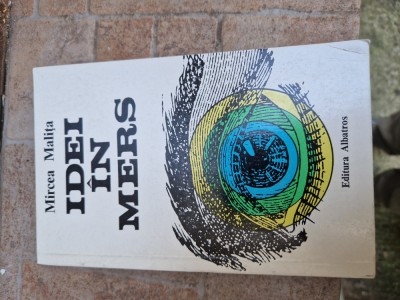 Mircea Malița
IDEI
ÎN
MERS
Editura Albatros